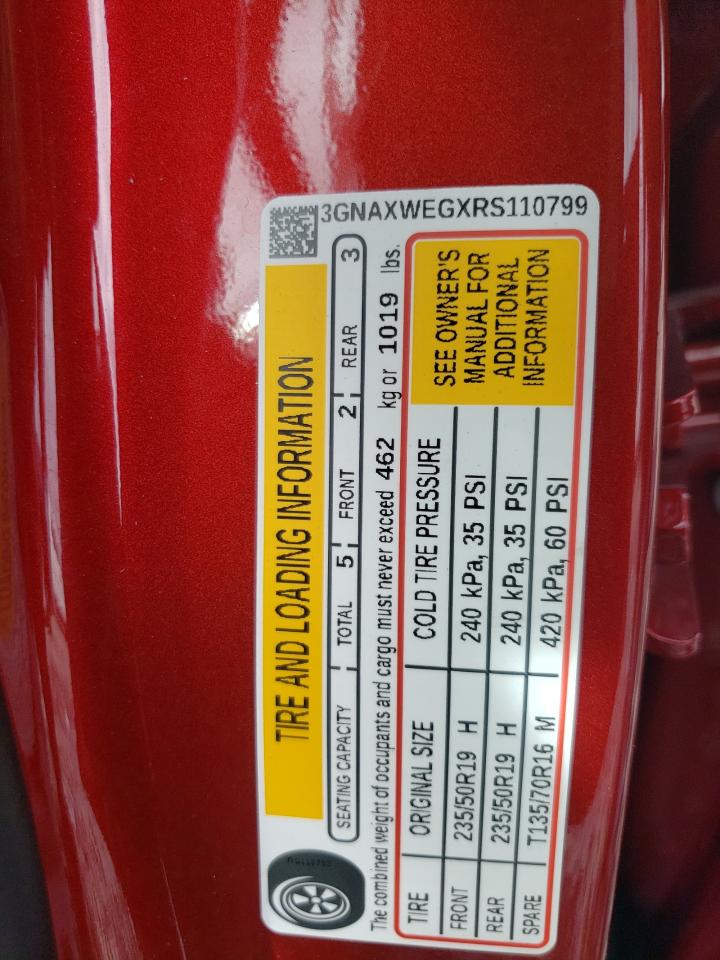 3GNAXWEGXRS110799
TIRE AND LOADING INFORMATION
SEATING CAPACITY TOTAL 5 FRONT 2 REAR 3
The combined weight of occupants and cargo must never exceed 462 kg or 1019 lbs.
TIRE ORIGINAL SIZE COLD TIRE PRESSURE
FRONT 235/50R19 H 240 kPa, 35 PSI
REAR 235/50R19 H 240 kPa, 35 PSI
SPARE T135/70R16 M 420 kPa, 60 PSI
SEE OWNER'S
MANUAL FOR
ADDITIONAL
INFORMATION